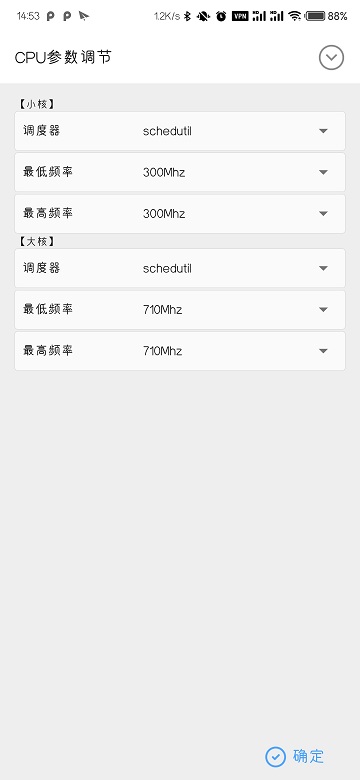 14:53 1.2K/s VPN HD HD 88%
CPU参数调节
【小核】
调度器 schedutil
最低频率 300Mhz
最高频率 300Mhz
【大核】
调度器 schedutil
最低频率 710Mhz
最高频率 710Mhz
确定